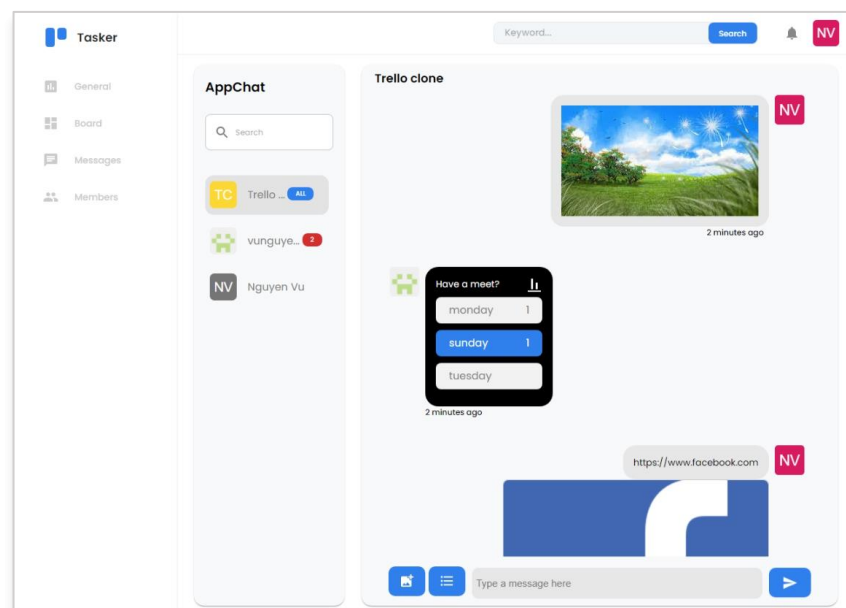 Tasker
Keyword...
Search
NV
General
Board
Messages
Members
AppChat
Search
TC
Trello ...
ALL
vunguye...
2
NV
Nguyen Vu
Trello clone
NV
2 minutes ago
Have a meet?
monday 1
sunday 1
tuesday
2 minutes ago
https://www.facebook.com
NV
Type a message here